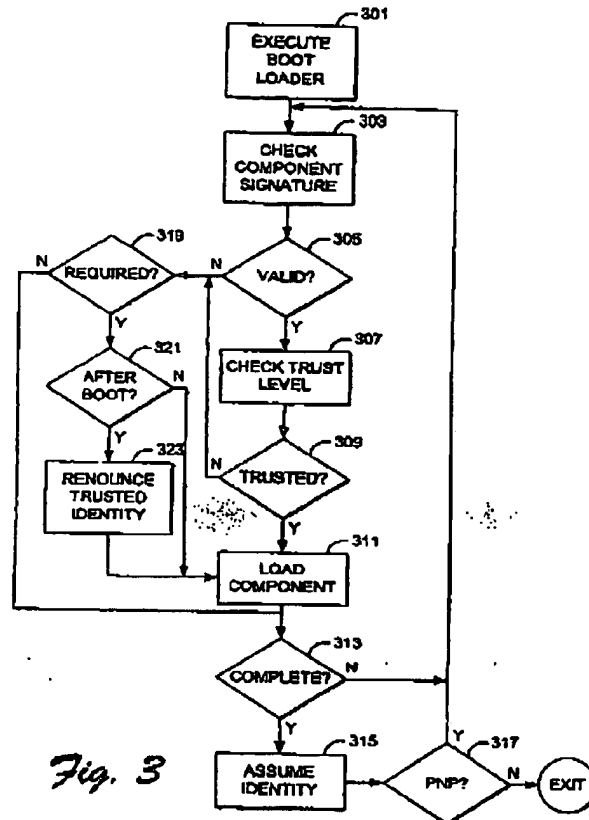 301
EXECUTE
BOOT
LOADER
303
CHECK
COMPONENT
SIGNATURE
319
305
N
REQUIRED?
N
VALID?
Y
Y
321
307
AFTER
BOOT?
N
CHECK TRUST
LEVEL
Y
323
309
RENOUNCE
TRUSTED
IDENTITY
N
TRUSTED?
Y
311
LOAD
COMPONENT
313
COMPLETE?
N
Y
Y
315
317
Fig. 3
ASSUME
IDENTITY
PNP?
N
EXIT